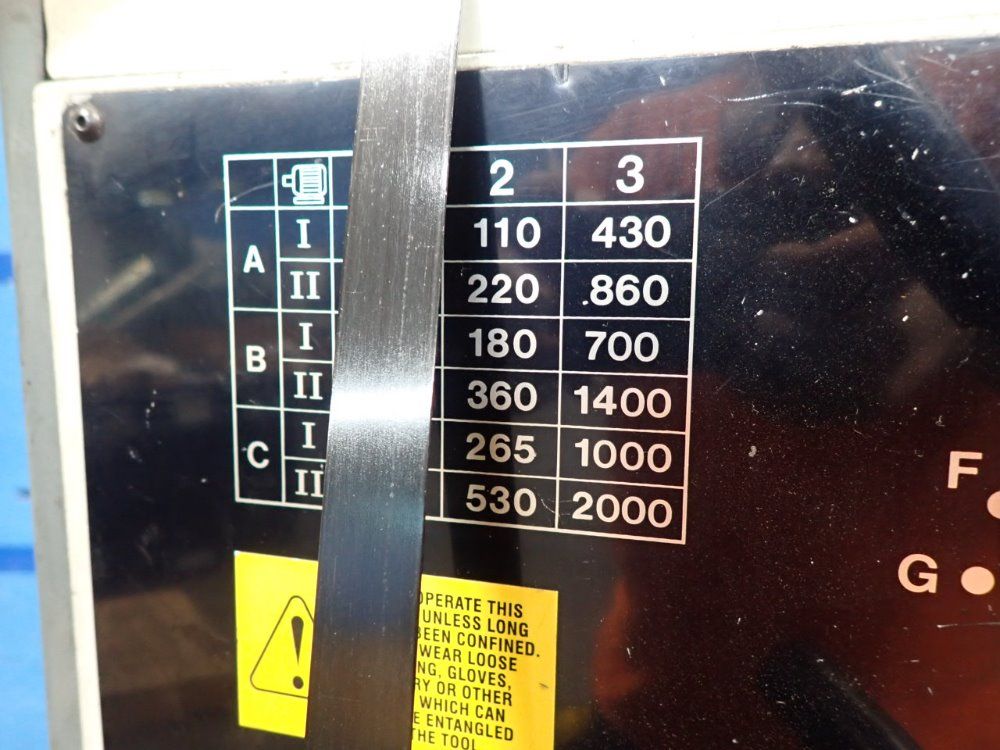 2 3
A I 110 430
II 220 860
B I 180 700
II 360 1400
C I 265 1000
II 530 2000
F
G
OPERATE THIS
UNLESS LONG
BEEN CONFINED.
WEAR LOOSE
GLOVES,
OR OTHER
WHICH CAN
ENTANGLED
THE TOOL